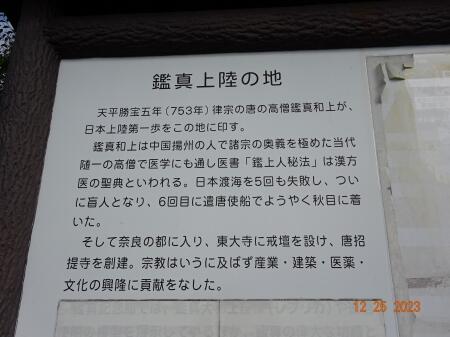 鑑真上陸の地
天平勝宝五年(753年)律宗の唐の高僧鑑真和上が、
日本上陸第一歩をこの地に印す。
鑑真和上は中国揚州の人で諸宗の奥義を極めた当代
随一の高僧で医学にも通し医書「鑑上人秘法」は漢方
医の聖典といわれる。日本渡海を5回も失敗し、つい
に盲人となり、6回目に遣唐使船でようやく秋目に着
いた。
そして奈良の都に入り、東大寺に戒壇を設け、唐招
提寺を創建。宗教はいうに及ばず産業・建築・医薬・
文化の興隆に貢献をなした。
12 25 2023